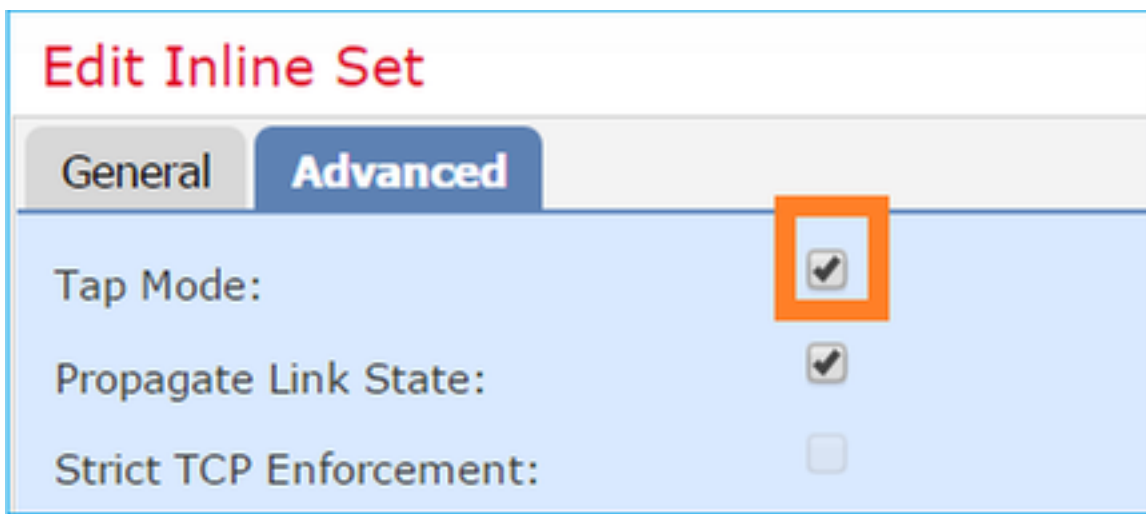 Edit Inline Set
General Advanced
Tap Mode:
Propagate Link State:
Strict TCP Enforcement: